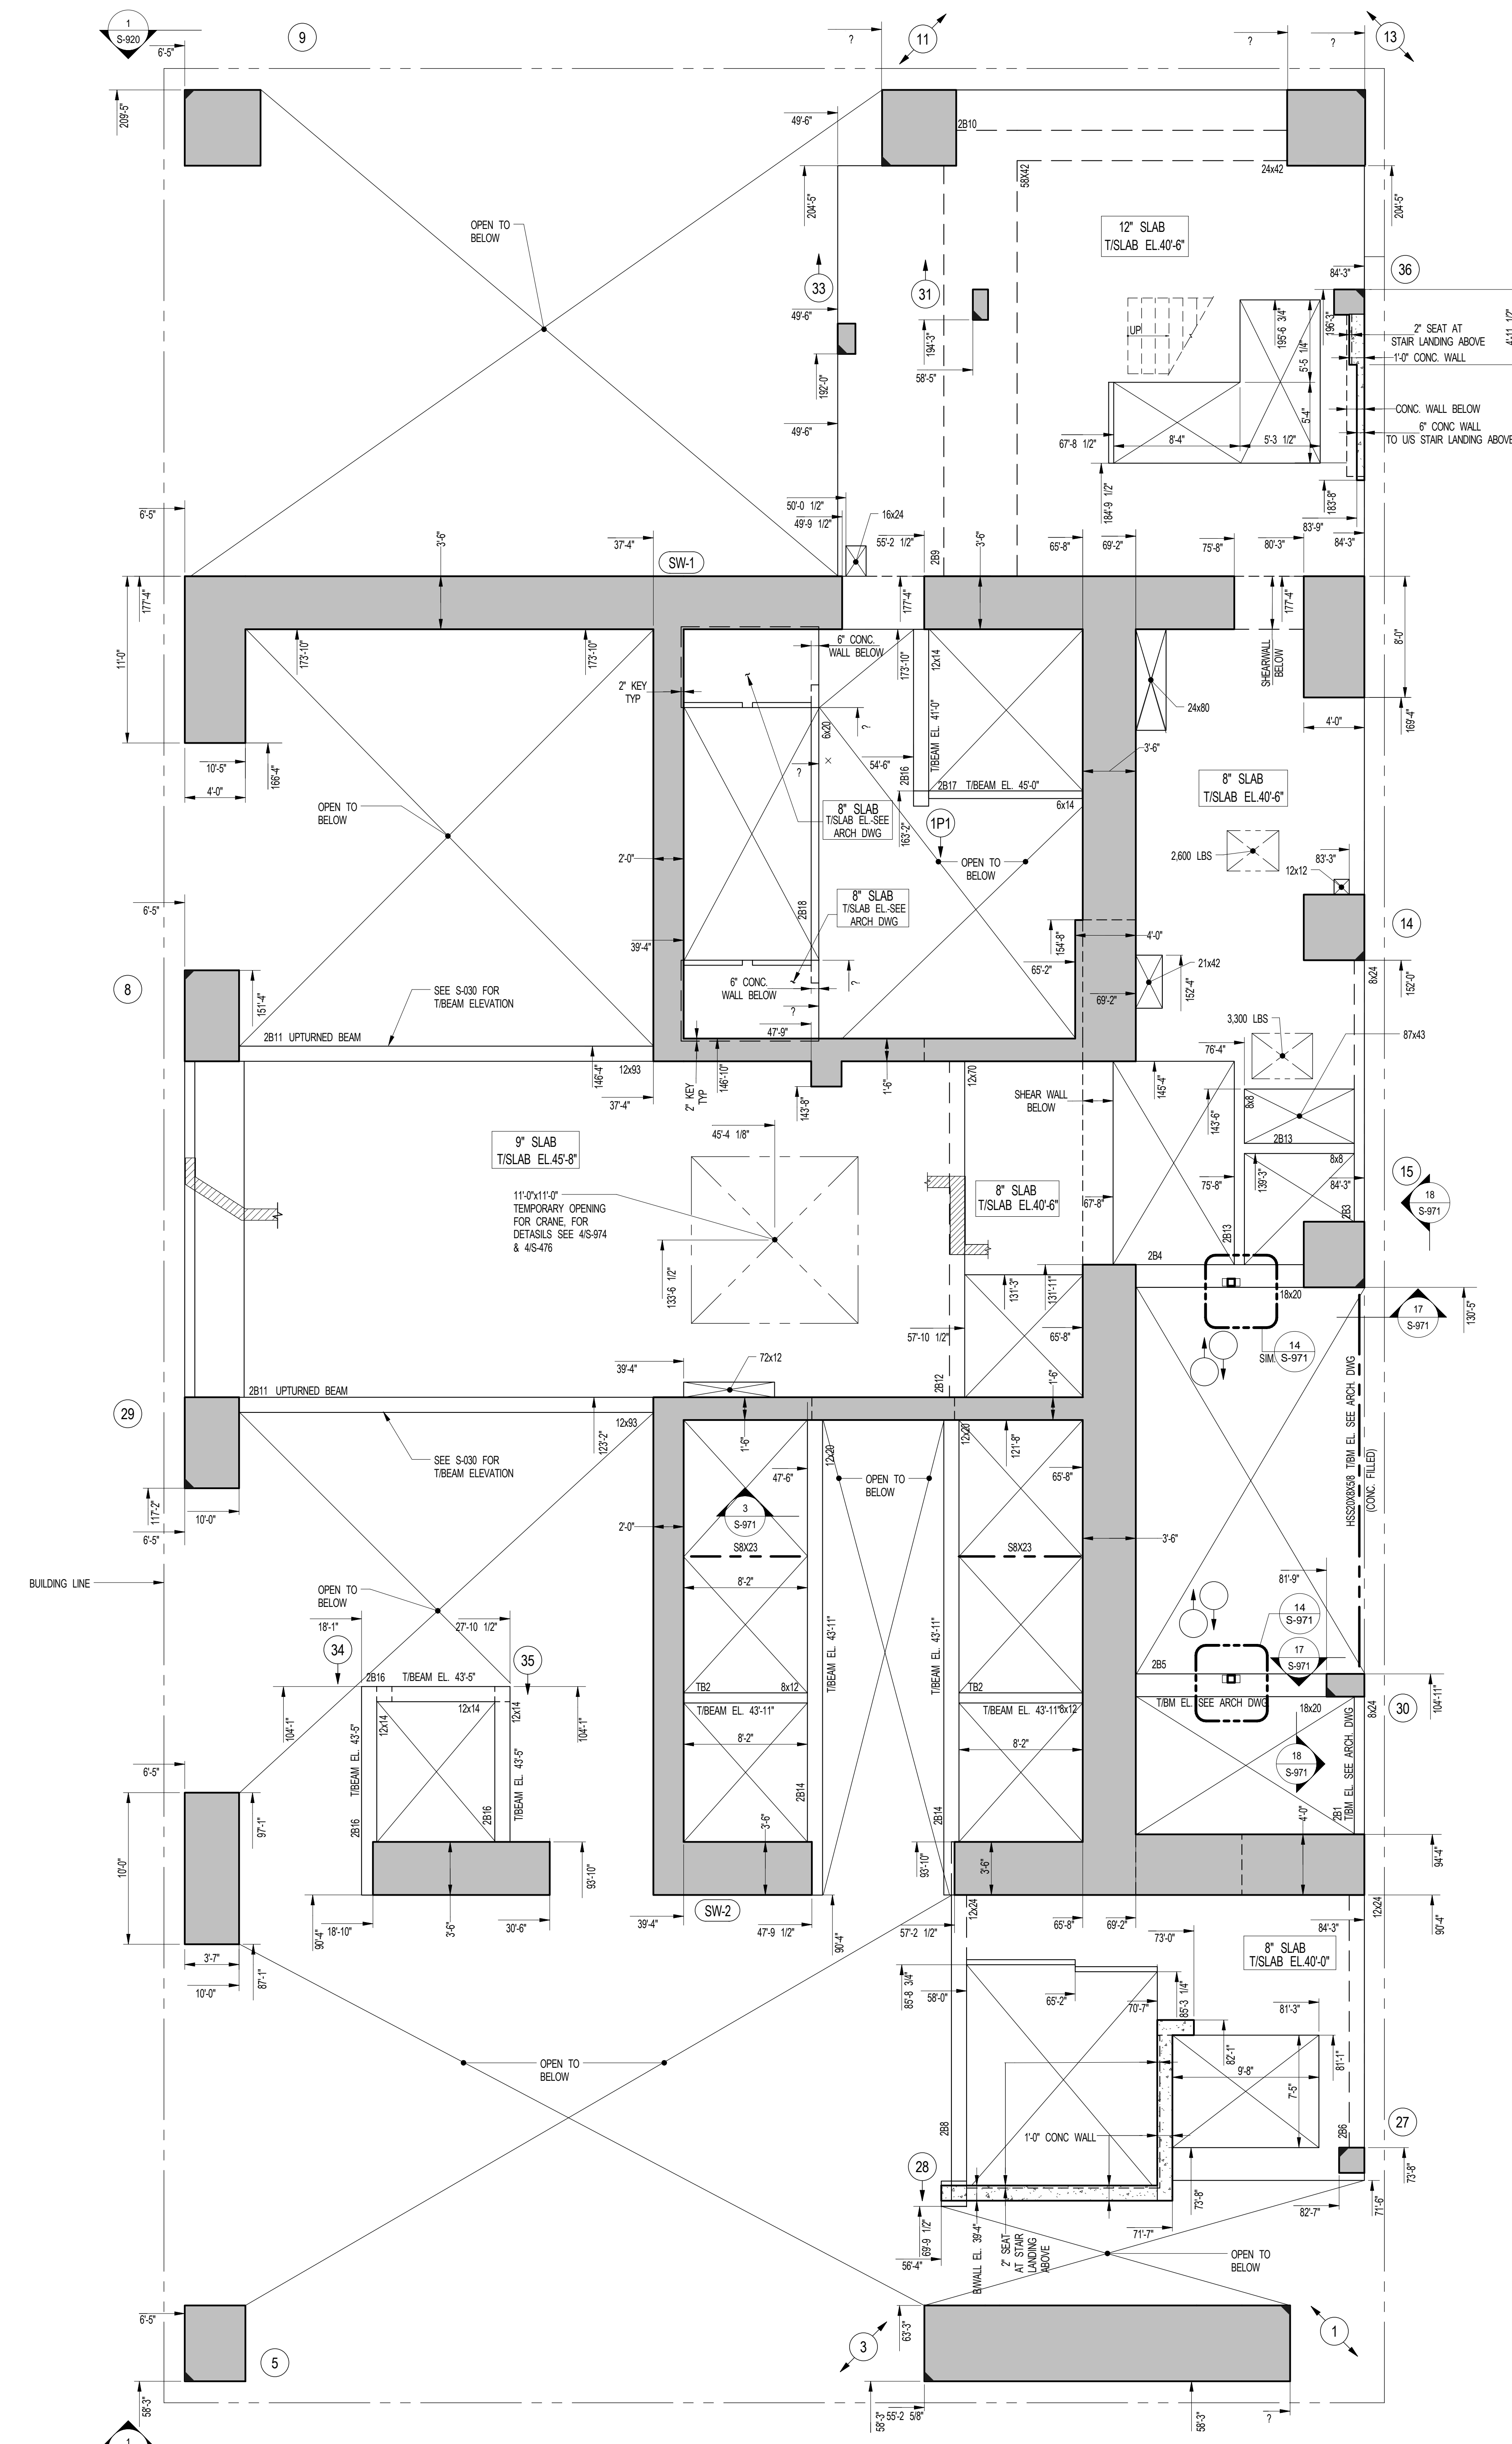 1
S-920
6'-5"
9
?
11
?
?
13
209'-5"
49'-6"
2B10
58X42
24x42
204'-5"
204'-5"
OPEN TO
BELOW
12" SLAB
T/SLAB EL.40'-6"
33
31
84'-3"
36
49'-6"
194'-3"
58'-5"
192'-0"
UP
195'-6 3/4"
5'-5 1/4"
196'-3"
4'-11 1/2"
2" SEAT AT
STAIR LANDING ABOVE
1'-0" CONC. WALL
5'-4"
CONC. WALL BELOW
6" CONC WALL
TO U/S STAIR LANDING ABOVE
49'-6"
67'-8 1/2"
8'-4"
5'-3 1/2"
184'-9 1/2"
183'-8"
83'-9"
84'-3"
6'-5"
50'-0 1/2"
49'-9 1/2"
16x24
3'-6"
37'-4"
SW-1
55'-2 1/2"
2B9
3'-6"
65'-8"
69'-2"
75'-8"
80'-3"
177'-4"
11'-0"
173'-10"
173'-10"
177'-4"
177'-4"
8'-0"
6" CONC.
WALL BELOW
173'-10"
12x14
T/BEAM EL. 41'-0"
SHEARWALL
BELOW
2" KEY
TYP
24x80
6x20
?
4'-0"
169'-4"
10'-5"
4'-0"
166'-4"
54'-6"
?
2B16
2B17
T/BEAM EL. 45'-0"
6x14
3'-6"
8" SLAB
T/SLAB EL.40'-6"
OPEN TO
BELOW
8" SLAB
T/SLAB EL.-SEE
ARCH DWG
163'-2"
1P1
2'-0"
OPEN TO
BELOW
2,600 LBS
83'-3"
12x12
6'-5"
8" SLAB
T/SLAB EL.-SEE
ARCH DWG
2B18
39'-4"
154'-8"
65'-2"
4'-0"
14
151'-4"
8
SEE S-030 FOR
T/BEAM ELEVATION
6" CONC.
WALL BELOW
?
?
69'-2"
21x42
152'-4"
8x24
152'-0"
2B11 UPTURNED BEAM
47'-9"
3,300 LBS
87x43
76'-4"
146'-4"
12x93
37'-4"
2" KEY
TYP
146'-10"
143'-8"
1'-6"
12x70
SHEAR WALL
BELOW
145'-4"
143'-6"
8x8
2B13
9" SLAB
T/SLAB EL.45'-8"
45'-4 1/8"
8x8
139'-3"
84'-3"
15
18
S-971
11'-0"x11'-0"
TEMPORARY OPENING
FOR CRANE, FOR
DETASILS SEE 4/S-974
& 4/S-476
8" SLAB
T/SLAB EL.40'-6"
67'-8"
75'-8"
2B13
2B3
2B4
133'-6 1/2"
131'-3"
131'-11"
18x20
130'-5"
17
S-971
57'-10 1/2"
65'-8"
SIM.
14
S-971
39'-4"
72x12
2B11 UPTURNED BEAM
2B12
1'-6"
HSS20X8X5/8 T/BM EL. SEE ARCH. DWG
(CONC. FILLED)
29
123'-2"
12x93
1'-6"
12x20
12x20
121'-8"
SEE S-030 FOR
T/BEAM ELEVATION
47'-6"
OPEN TO
BELOW
65'-8"
117'-2"
10'-0"
6'-5"
3
S-971
2'-0"
S8X23
S8X23
3'-6"
BUILDING LINE
OPEN TO
BELOW
8'-2"
81'-9"
14
S-971
18'-1"
27'-10 1/2"
T/BEAM EL. 43'-11"
T/BEAM EL. 43'-11"
34
35
17
S-971
2B16
T/BEAM EL. 43'-5"
TB2
8x12
TB2
2B5
104'-1"
12x14
12x14
12x14
104'-1"
T/BEAM EL. 43'-11"
T/BEAM EL. 43'-11"
8x12
T/BM EL. SEE ARCH DWG
18x20
8x24
30
104'-11"
T/BEAM EL. 43'-5"
T/BEAM EL. 43'-5"
8'-2"
8'-2"
18
S-971
6'-5"
2B16
2B16
2B14
2B14
2B1
T/BM EL. SEE ARCH. DWG
10'-0"
97'-1"
3'-6"
4'-0"
93'-10"
93'-10"
3'-6"
94'-4"
90'-4"
18'-10"
3'-6"
30'-6"
39'-4"
SW-2
47'-9 1/2"
90'-4"
57'-2 1/2"
12x24
65'-8"
69'-2"
84'-3"
12x24
90'-4"
3'-7"
10'-0"
87'-1"
73'-0"
8" SLAB
T/SLAB EL.40'-0"
85'-8 3/4"
58'-0"
65'-2"
70'-7"
85'-3 1/4"
81'-3"
OPEN TO
BELOW
82'-1"
9'-8"
7'-5"
81'-1"
2B8
1'-0" CONC WALL
2B6
27
28
73'-8"
73'-8"
69'-9 1/2"
56'-4"
B/WALL EL. 39'-4"
2" SEAT
AT STAIR
LANDING
ABOVE
71'-7"
82'-7"
71'-6"
OPEN TO
BELOW
6'-5"
5
63'-3"
3
1
58'-3"
58'-3"
55'-2 5/8"
58'-3"
?
1